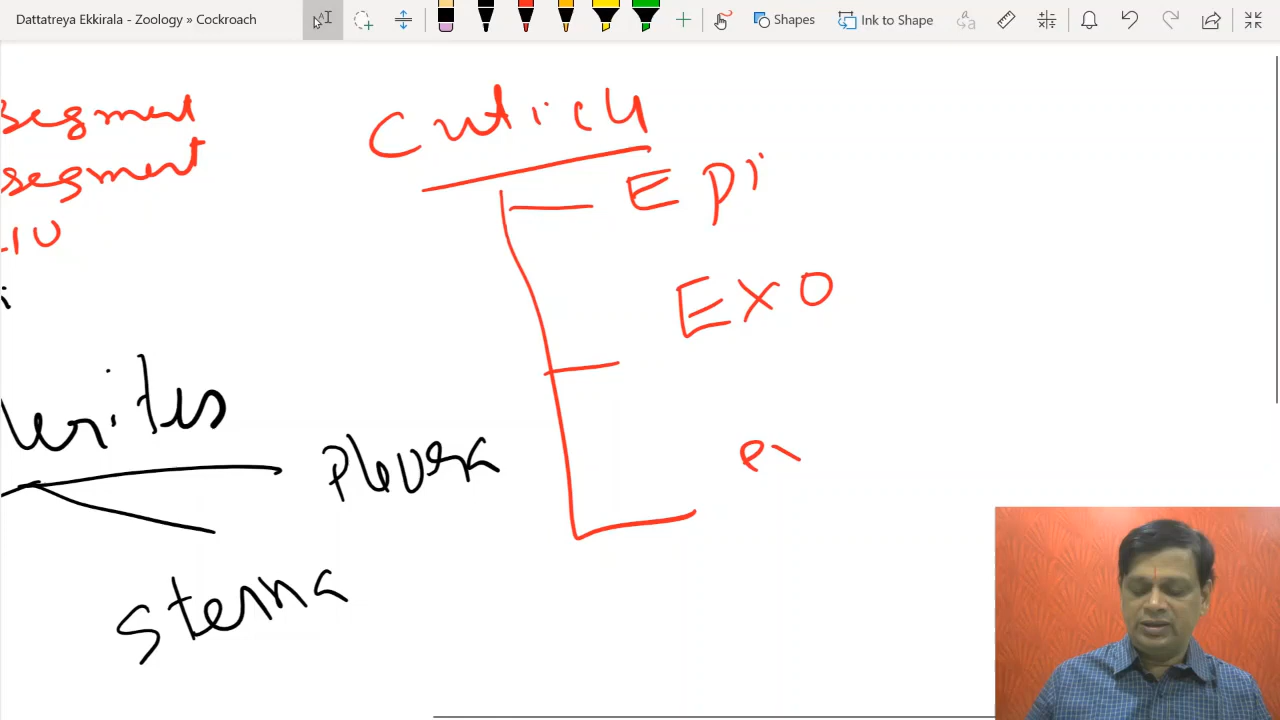 Dattatreya Ekkirala - Zoology » Cockroach
Shapes
Ink to Shape
segment
segment
Cuticle
Epi
Exo
Pleura
Sterna